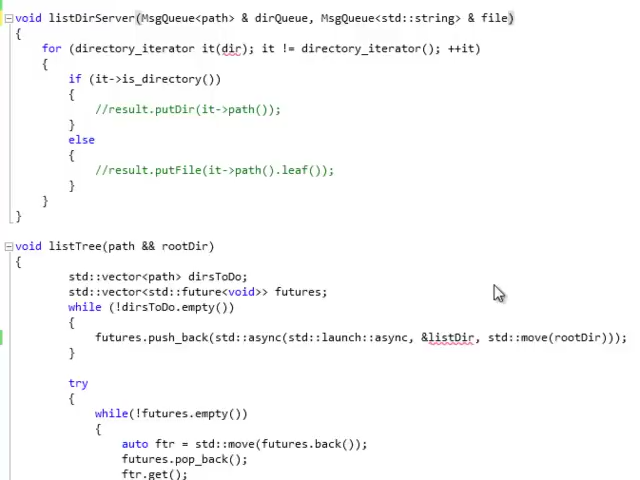 void listDirServer(MsgQueue<path> & dirQueue, MsgQueue<std::string> & file)
{
for (directory_iterator it(dir); it != directory_iterator(); ++it)
{
if (it->is_directory())
{
//result.putDir(it->path());
}
else
{
//result.putFile(it->path().leaf());
}
}
}
void listTree(path && rootDir)
{
std::vector<path> dirsToDo;
std::vector<std::future<void>> futures;
while (!dirsToDo.empty())
{
futures.push_back(std::async(std::launch::async, &listDir, std::move(rootDir)));
}
try
{
while(!futures.empty())
{
auto ftr = std::move(futures.back());
futures.pop_back();
ftr.get();